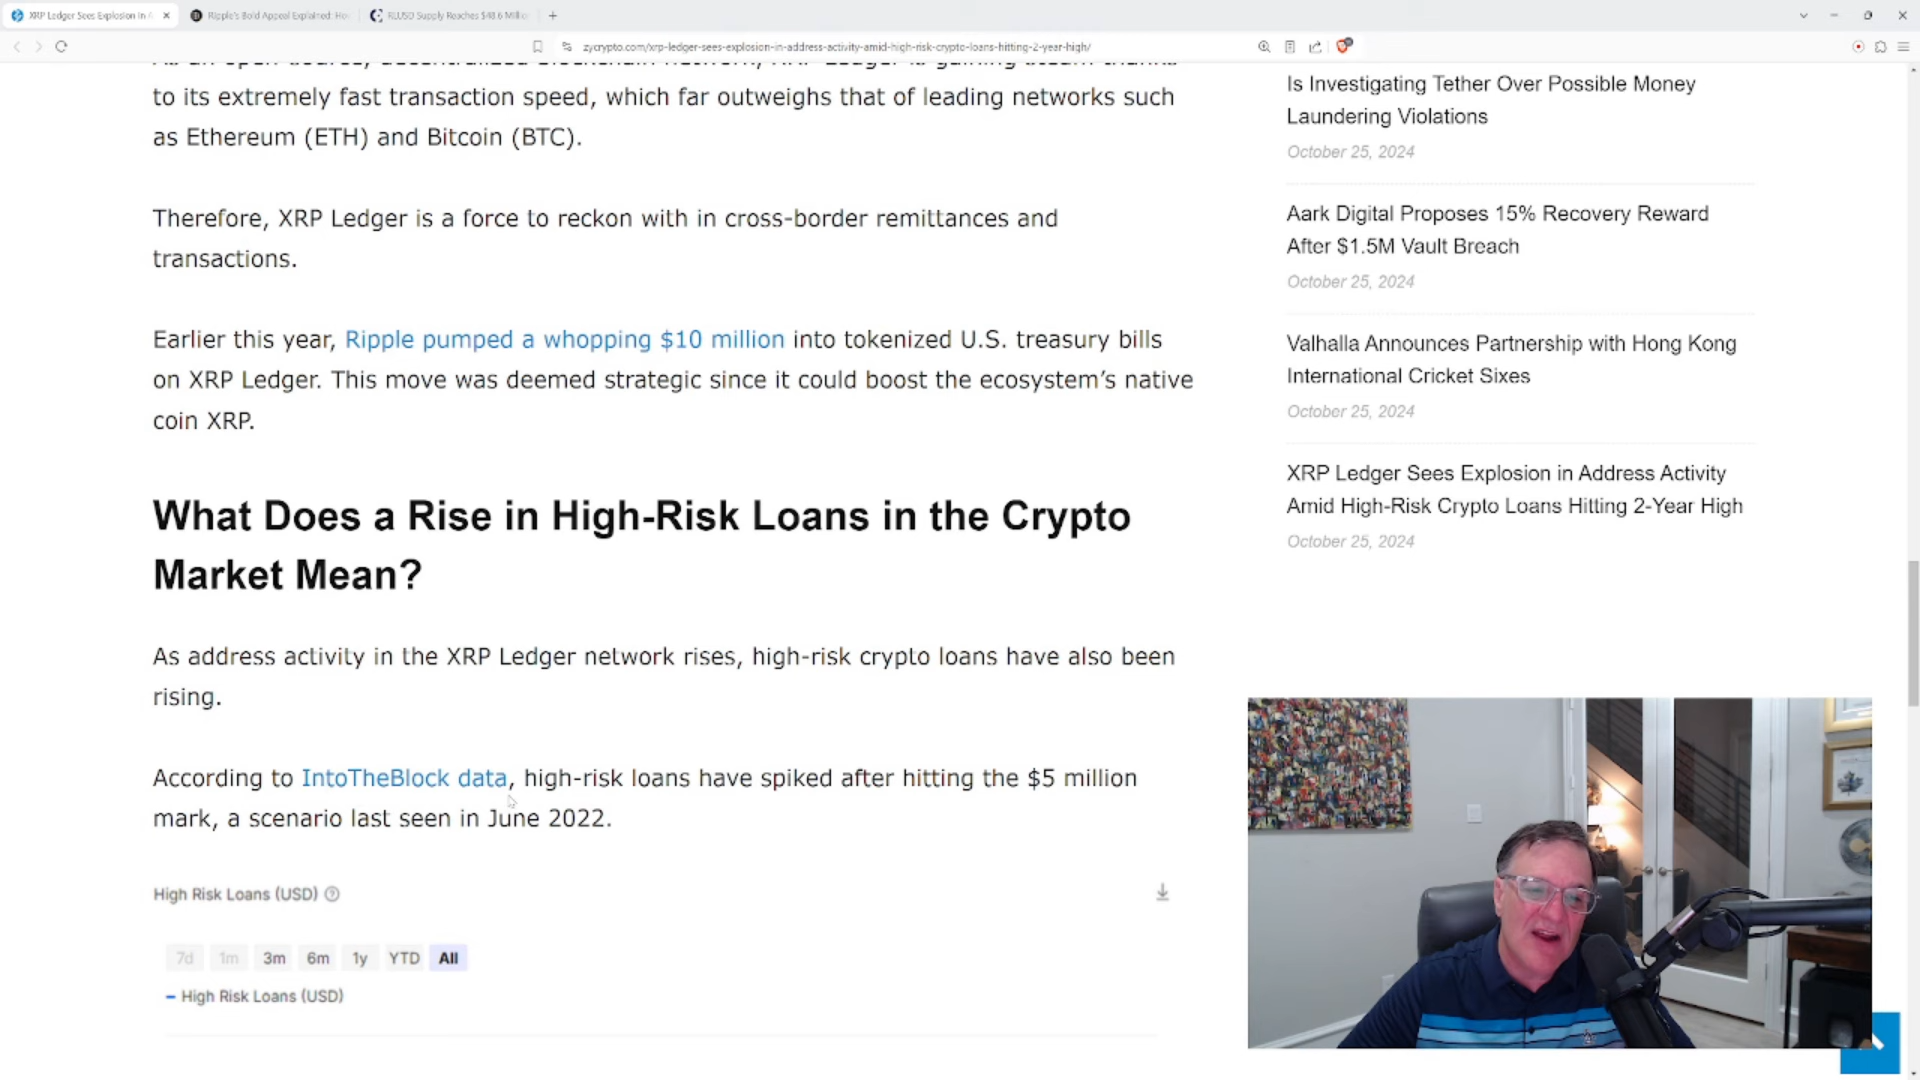 XRP Ledger Sees Explosion in A
Ripple's Bold Appeal Explained: Ho
RLUSD Supply Reaches $48.6 Millio
zycrypto.com/xrp-ledger-sees-explosion-in-address-activity-amid-high-risk-crypto-loans-hitting-2-year-high/
to its extremely fast transaction speed, which far outweighs that of leading networks such
as Ethereum (ETH) and Bitcoin (BTC).
Therefore, XRP Ledger is a force to reckon with in cross-border remittances and
transactions.
Earlier this year, Ripple pumped a whopping $10 million into tokenized U.S. treasury bills
on XRP Ledger. This move was deemed strategic since it could boost the ecosystem's native
coin XRP.
What Does a Rise in High-Risk Loans in the Crypto
Market Mean?
As address activity in the XRP Ledger network rises, high-risk crypto loans have also been
rising.
According to IntoTheBlock data, high-risk loans have spiked after hitting the $5 million
mark, a scenario last seen in June 2022.
High Risk Loans (USD)
7d 1m 3m 6m 1y YTD All
High Risk Loans (USD)
Is Investigating Tether Over Possible Money
Laundering Violations
October 25, 2024
Aark Digital Proposes 15% Recovery Reward
After $1.5M Vault Breach
October 25, 2024
Valhalla Announces Partnership with Hong Kong
International Cricket Sixes
October 25, 2024
XRP Ledger Sees Explosion in Address Activity
Amid High-Risk Crypto Loans Hitting 2-Year High
October 25, 2024